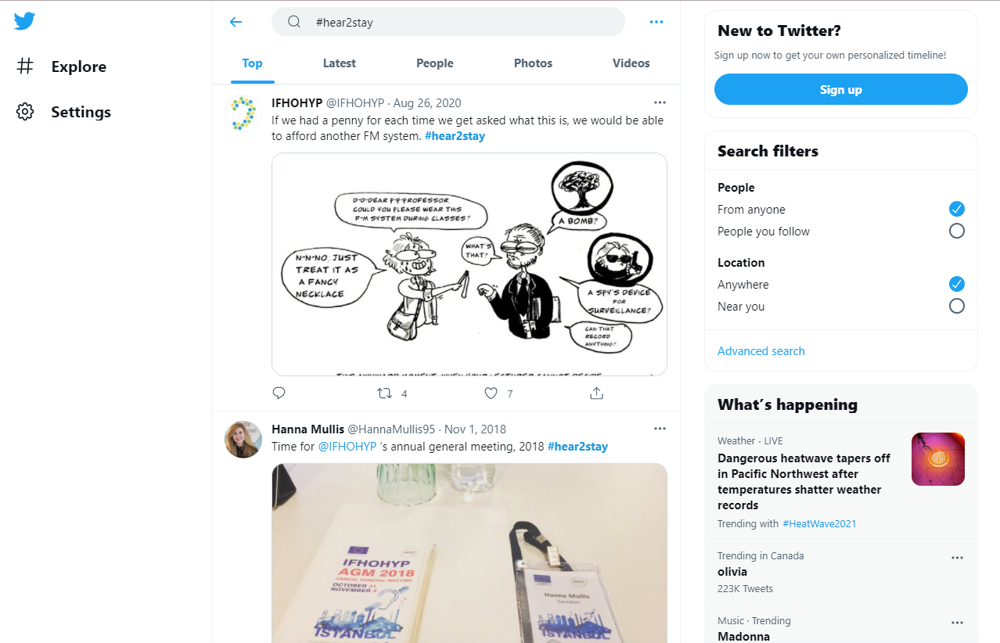 #hear2stay
Explore
Settings
Top Latest People Photos Videos
IFHOHYP @IFHOHYP · Aug 26, 2020
If we had a penny for each time we get asked what this is, we would be able
to afford another FM system. #hear2stay
D-D-DEAR P-P-PROFESSOR,
COULD YOU PLEASE WEAR THIS
F-M SYSTEM DURING CLASSES?
N-N-NO, JUST
TREAT IT AS
A FANCY
NECKLACE
WHAT'S
THAT?
A BOMB?
A SPY'S DEVICE
FOR
SURVEILLANCE?
CAN THAT
RECORD
ANYTHING?
4 7
Hanna Mullis @HannaMullis95 · Nov 1, 2018
Time for @IFHOHYP 's annual general meeting, 2018 #hear2stay
IFHOHYP
AGM 2018
ANNUAL GENERAL MEETING
OCTOBER 31
NOVEMBER 4
ISTANBUL
Hanna Mullis
Sweden
ISTANBUL
New to Twitter?
Sign up now to get your own personalized timeline!
Sign up
Search filters
People
From anyone
People you follow
Location
Anywhere
Near you
Advanced search
What's happening
Weather · LIVE
Dangerous heatwave tapers off
in Pacific Northwest after
temperatures shatter weather
records
Trending with #HeatWave2021
Trending in Canada
olivia
223K Tweets
Music · Trending
Madonna